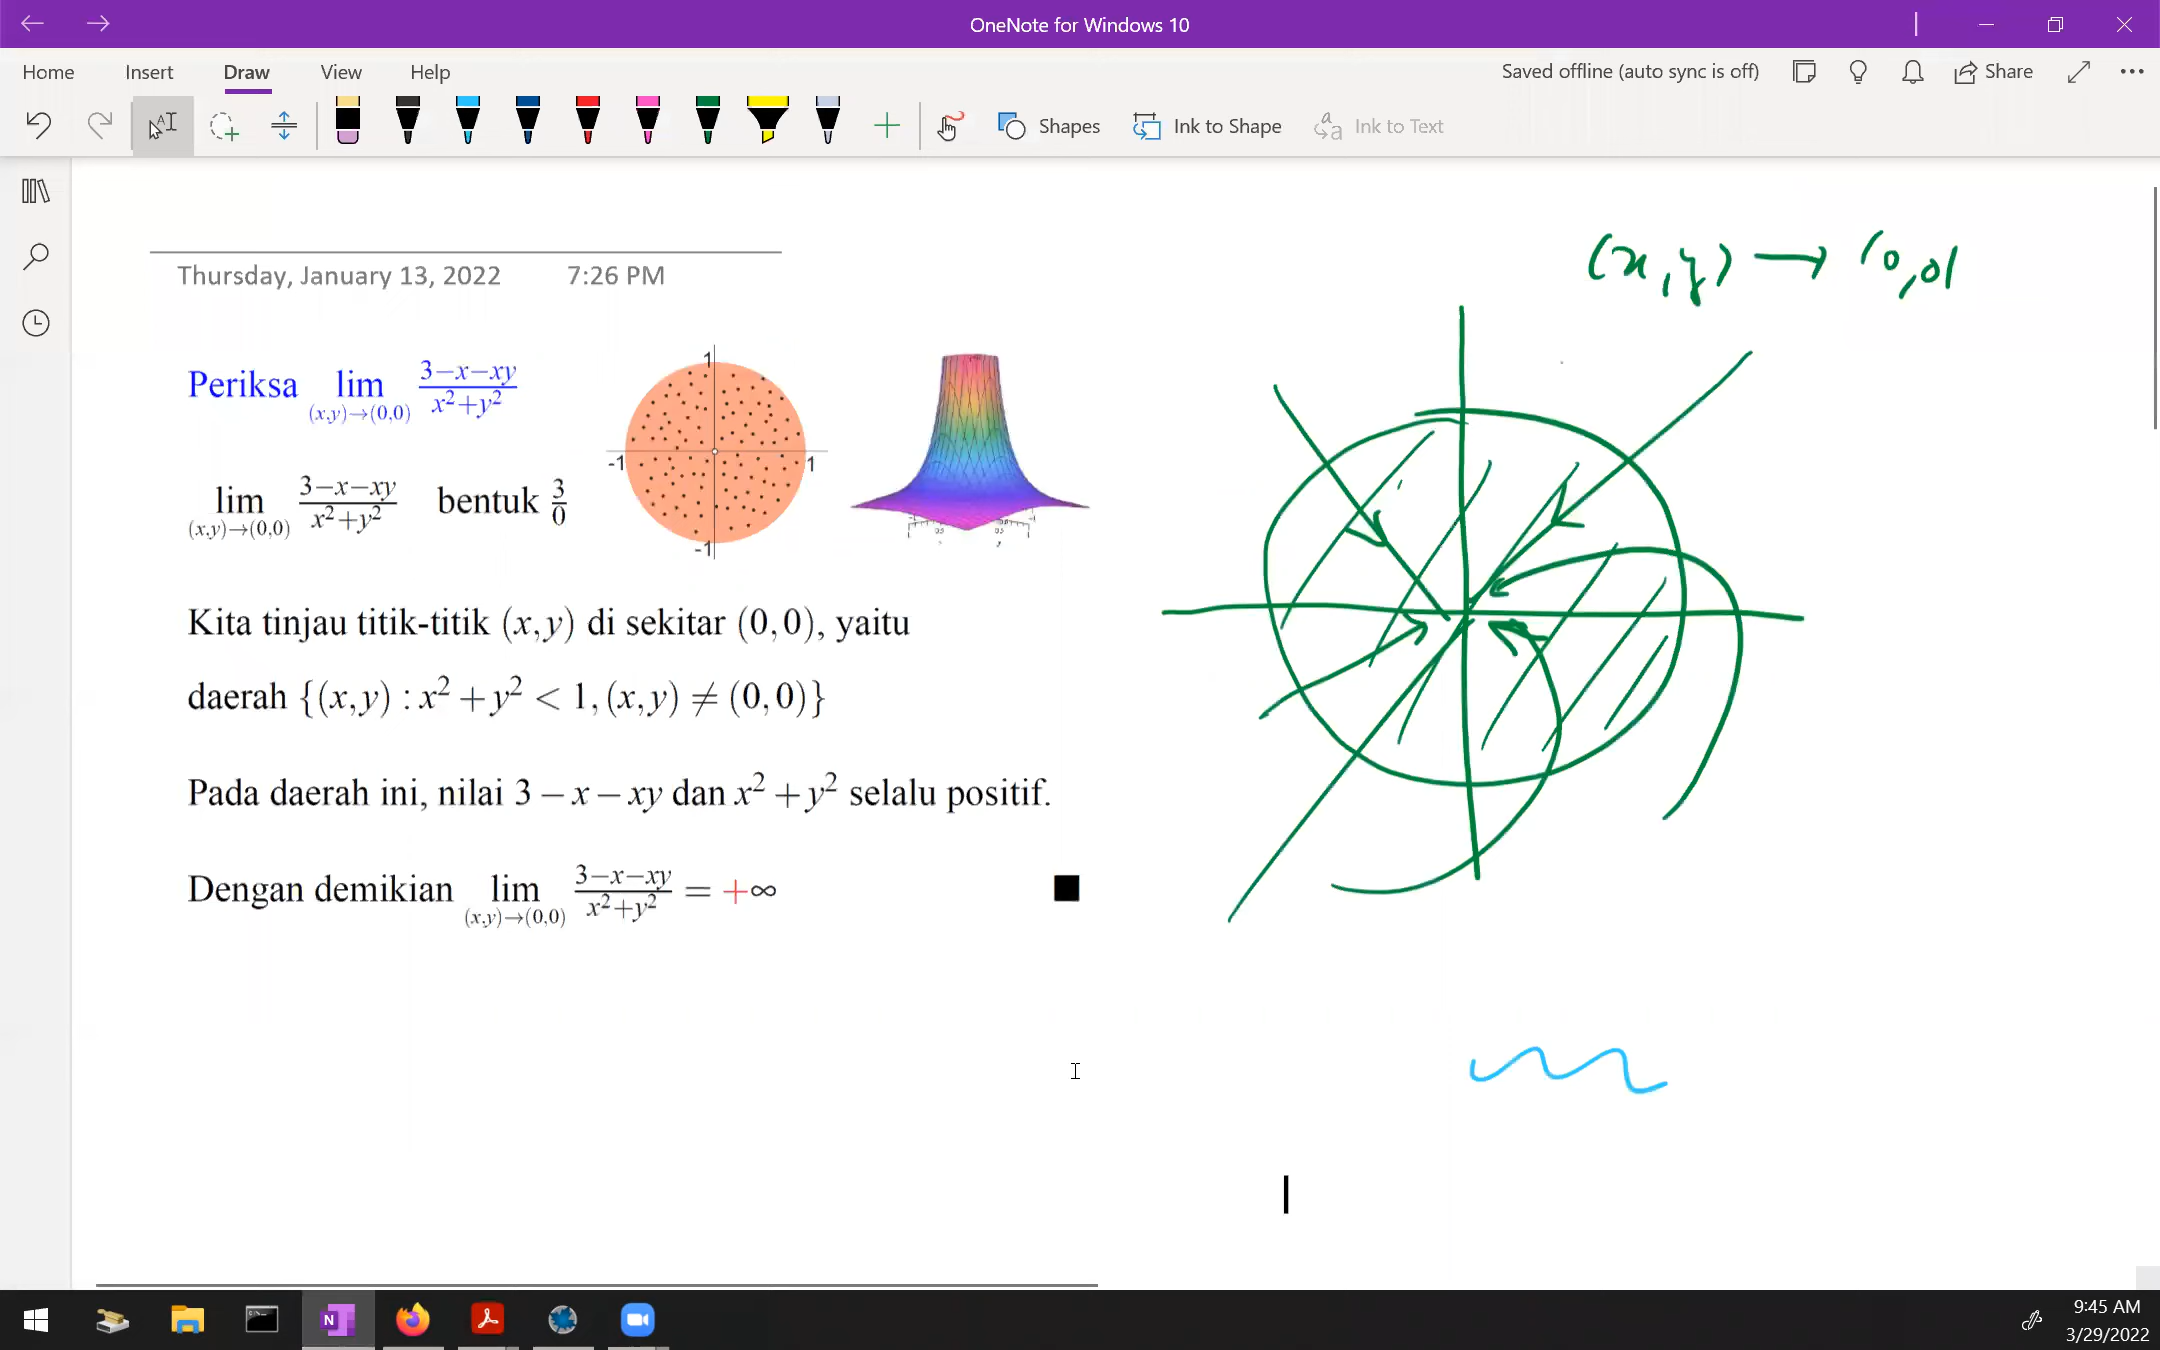 OneNote for Windows 10
Home Insert Draw View Help
Saved offline (auto sync is off) Share
Shapes Ink to Shape Ink to Text
Thursday, January 13, 2022 7:26 PM
(x,y) → (0,0)
Periksa lim (x,y)→(0,0) 3−x−xy / x²+y²
1
-1 1
-1
lim (x,y)→(0,0) 3−x−xy / x²+y² bentuk 3/0
Kita tinjau titik-titik (x,y) di sekitar (0,0), yaitu
daerah {(x,y) : x² + y² < 1, (x,y) ≠ (0,0)}
Pada daerah ini, nilai 3 − x − xy dan x² + y² selalu positif.
Dengan demikian lim (x,y)→(0,0) 3−x−xy / x²+y² = +∞ ■
9:45 AM
3/29/2022